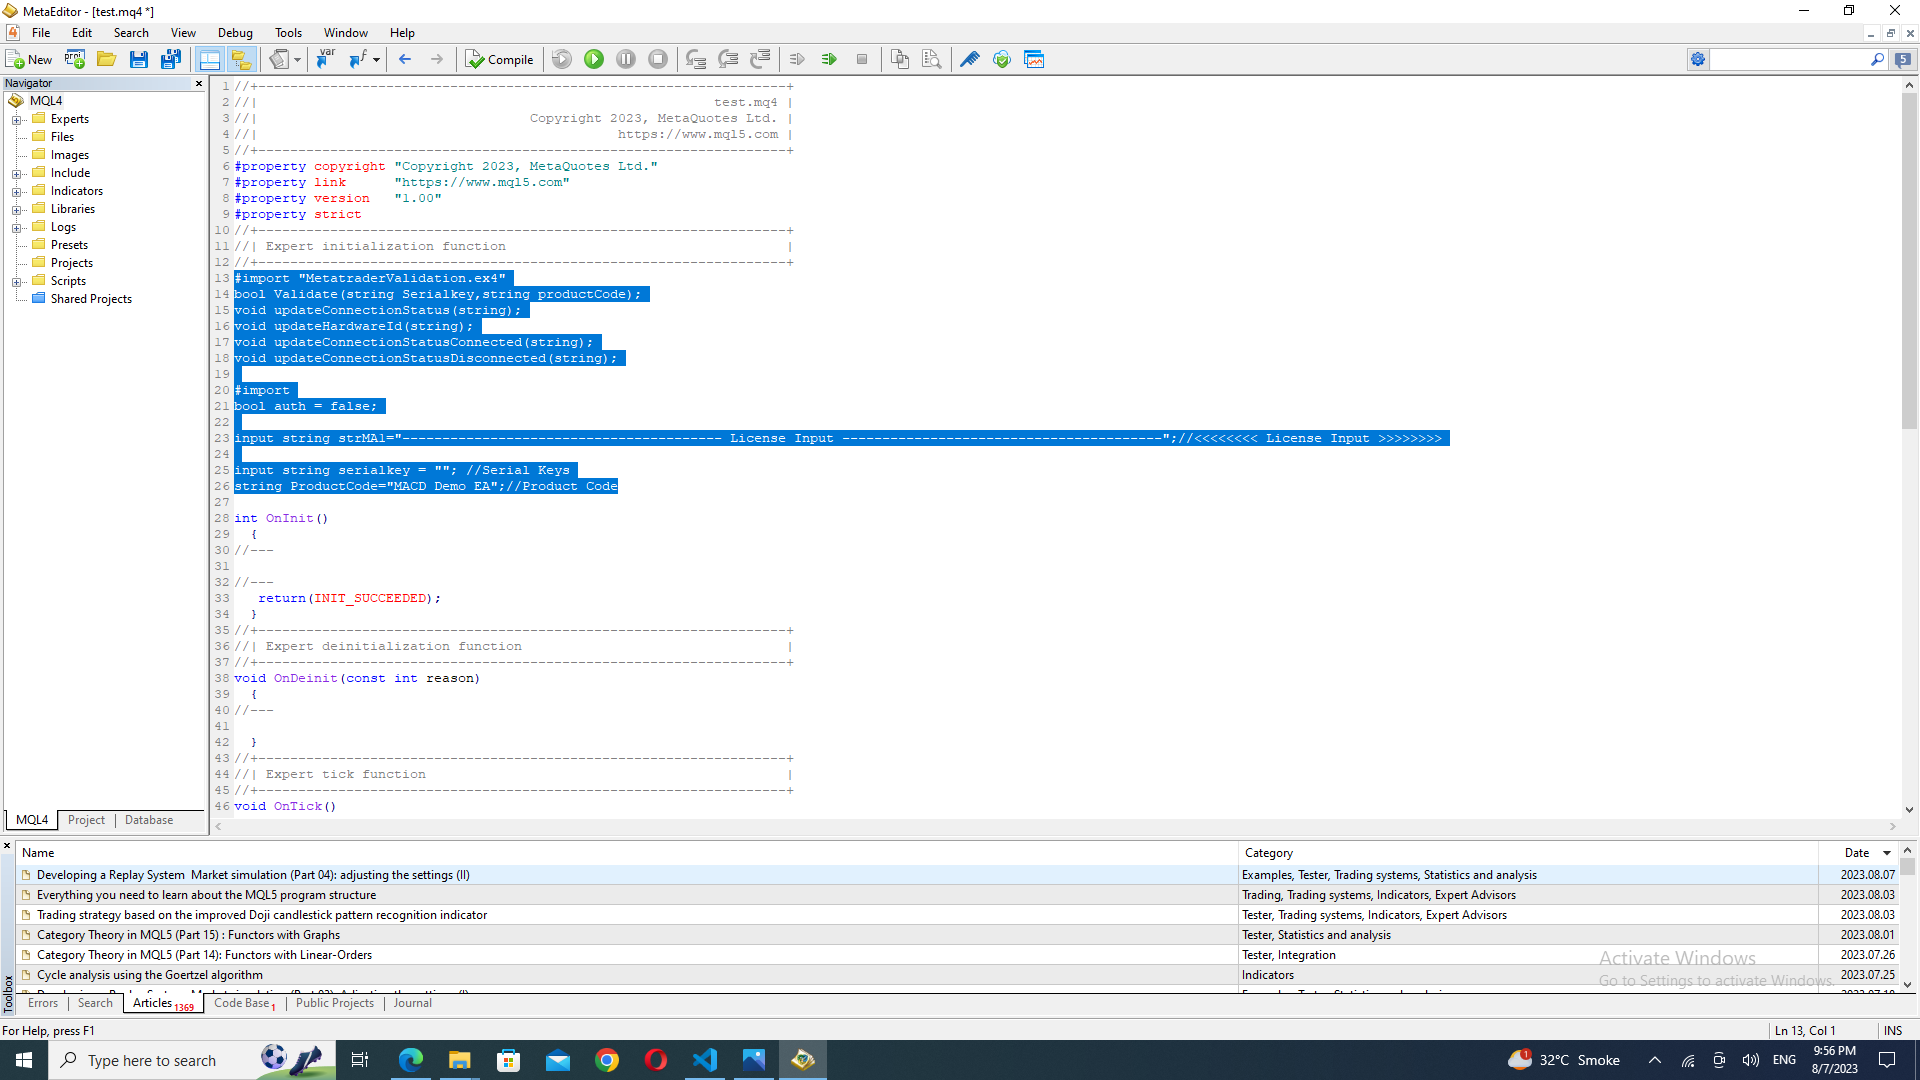 MetaEditor - [test.mq4 *]
File Edit Search View Debug Tools Window Help
New Compile 5
Navigator
MQL4
Experts
Files
Images
Include
Indicators
Libraries
Logs
Presets
Projects
Scripts
Shared Projects
MQL4 Project Database
1 //+------------------------------------------------------------------+
2 //| test.mq4 |
3 //| Copyright 2023, MetaQuotes Ltd. |
4 //| https://www.mql5.com |
5 //+------------------------------------------------------------------+
6 #property copyright "Copyright 2023, MetaQuotes Ltd."
7 #property link "https://www.mql5.com"
8 #property version "1.00"
9 #property strict
10 //+------------------------------------------------------------------+
11 //| Expert initialization function |
12 //+------------------------------------------------------------------+
13 #import "MetatraderValidation.ex4"
14 bool Validate(string Serialkey,string productCode);
15 void updateConnectionStatus(string);
16 void updateHardwareId(string);
17 void updateConnectionStatusConnected(string);
18 void updateConnectionStatusDisconnected(string);
19
20 #import
21 bool auth = false;
22
23 input string strMA1="---------------------------------------- License Input ----------------------------------------";//<<<<<<<< License Input >>>>>>>>
24
25 input string serialkey = ""; //Serial Keys
26 string ProductCode="MACD Demo EA";//Product Code
27
28 int OnInit()
29 {
30 //---
31
32 //---
33 return(INIT_SUCCEEDED);
34 }
35 //+------------------------------------------------------------------+
36 //| Expert deinitialization function |
37 //+------------------------------------------------------------------+
38 void OnDeinit(const int reason)
39 {
40 //---
41
42 }
43 //+------------------------------------------------------------------+
44 //| Expert tick function |
45 //+------------------------------------------------------------------+
46 void OnTick()
Name Category Date
Developing a Replay System Market simulation (Part 04): adjusting the settings (II) Examples, Tester, Trading systems, Statistics and analysis 2023.08.07
Everything you need to learn about the MQL5 program structure Trading, Trading systems, Indicators, Expert Advisors 2023.08.03
Trading strategy based on the improved Doji candlestick pattern recognition indicator Tester, Trading systems, Indicators, Expert Advisors 2023.08.03
Category Theory in MQL5 (Part 15) : Functors with Graphs Tester, Statistics and analysis 2023.08.01
Category Theory in MQL5 (Part 14): Functors with Linear-Orders Tester, Integration 2023.07.26
Cycle analysis using the Goertzel algorithm Indicators 2023.07.25
Activate Windows
Go to Settings to activate Windows.
Toolbox
Errors Search Articles 1369 Code Base 1 Public Projects Journal
For Help, press F1 Ln 13, Col 1 INS
Type here to search 1 32°C Smoke ENG 9:56 PM
8/7/2023